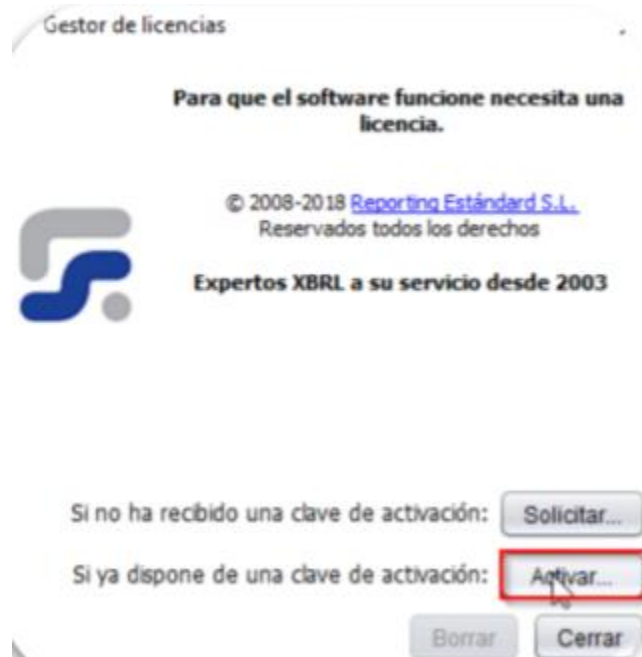 Gestor de licencias
Para que el software funcione necesita una
licencia.
© 2008-2018 Reporting Estándard S.L.
Reservados todos los derechos
Expertos XBRL a su servicio desde 2003
Si no ha recibido una clave de activación: Solicitar...
Si ya dispone de una clave de activación: Activar...
Borrar Cerrar